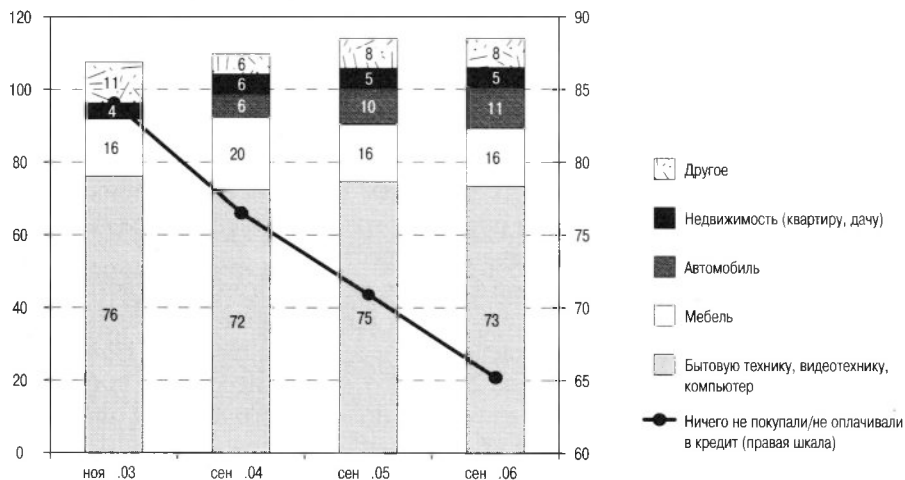 120
100
80
60
40
20
0
90
85
80
75
70
65
60
11
4
16
76
6
6
6
20
72
8
5
10
16
75
8
5
11
16
73
ноя .03
сен .04
сен .05
сен .06
Другое
Недвижимость (квартиру, дачу)
Автомобиль
Мебель
Бытовую технику, видеотехнику,
компьютер
Ничего не покупали/не оплачивали
в кредит (правая шкала)